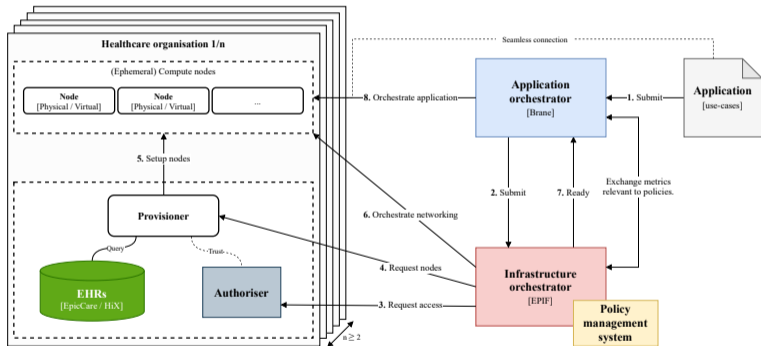 Healthcare organisation 1/n
(Ephemeral) Compute nodes
Node
[Physical / Virtual]
Node
[Physical / Virtual]
...
5. Setup nodes
Provisioner
Query
Trust
EHRs
[EpicCare / HiX]
Authoriser
n ≥ 2
Seamless connection
8. Orchestrate application
Application
orchestrator
[Brane]
1. Submit
Application
[use-cases]
2. Submit
7. Ready
Exchange metrics
relevant to policies.
6. Orchestrate networking
4. Request nodes
3. Request access
Infrastructure
orchestrator
[EPIF]
Policy
management
system